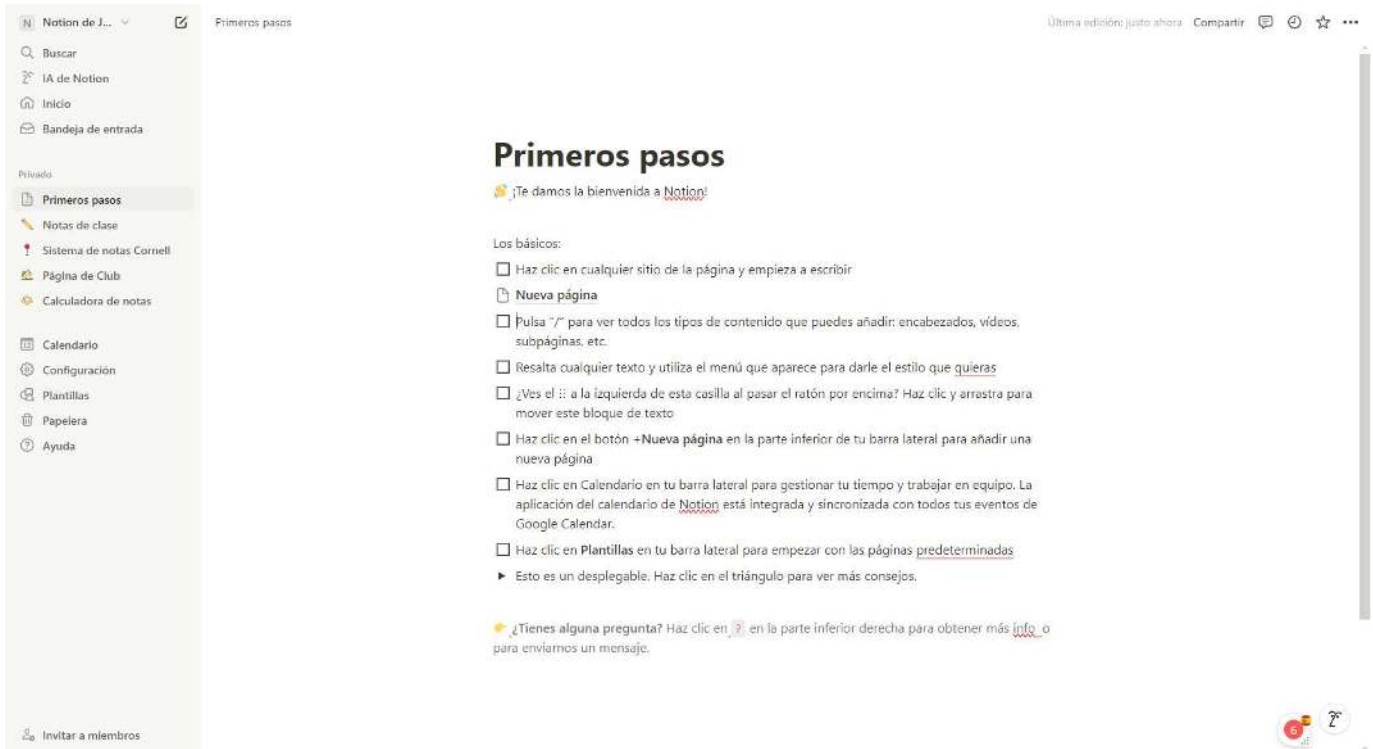 N Notion de J...
Primeros pasos
Última edición: justo ahora Compartir
Buscar
IA de Notion
Inicio
Bandeja de entrada
Privado
Primeros pasos
Notas de clase
Sistema de notas Cornell
Página de Club
Calculadora de notas
Calendario
Configuración
Plantillas
Papelera
Ayuda
Invitar a miembros
Primeros pasos
👋 ¡Te damos la bienvenida a Notion!
Los básicos:
Haz clic en cualquier sitio de la página y empieza a escribir
Nueva página
Pulsa "/" para ver todos los tipos de contenido que puedes añadir: encabezados, vídeos,
subpáginas, etc.
Resalta cualquier texto y utiliza el menú que aparece para darle el estilo que quieras
¿Ves el ⁝⁝ a la izquierda de esta casilla al pasar el ratón por encima? Haz clic y arrastra para
mover este bloque de texto
Haz clic en el botón +Nueva página en la parte inferior de tu barra lateral para añadir una
nueva página
Haz clic en Calendario en tu barra lateral para gestionar tu tiempo y trabajar en equipo. La
aplicación del calendario de Notion está integrada y sincronizada con todos tus eventos de
Google Calendar.
Haz clic en Plantillas en tu barra lateral para empezar con las páginas predeterminadas
Esto es un desplegable. Haz clic en el triángulo para ver más consejos.
👉 ¿Tienes alguna pregunta? Haz clic en ? en la parte inferior derecha para obtener más info o
para enviarnos un mensaje.
6